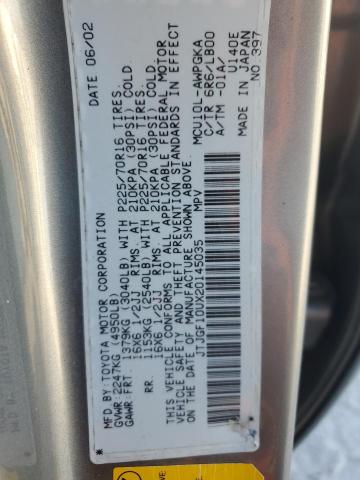 MFD.BY:TOYOTA MOTOR CORPORATION DATE 06/02
GVWR 2247KG (4950LB)
GAWR:FRT. 1379KG (3040LB) WITH P225/70R16 TIRES.
16X6 1/2JJ RIMS. AT 210KPA (30PSI) COLD.
RR. 1153KG (2540LB) WITH P225/70R16 TIRES.
16X6 1/2JJ RIMS. AT 210KPA (30PSI) COLD.
THIS VEHICLE CONFORMS TO ALL APPLICABLE FEDERAL MOTOR
VEHICLE SAFETY AND THEFT PREVENTION STANDARDS IN EFFECT
ON THE DATE OF MANUFACTURE SHOWN ABOVE.
JTJGF10UX20145035 MPV
MCU10L-AWPGKA
C/TR 6R6/LB00
A/TM -01A/
U140E
MADE IN JAPAN
NO 397